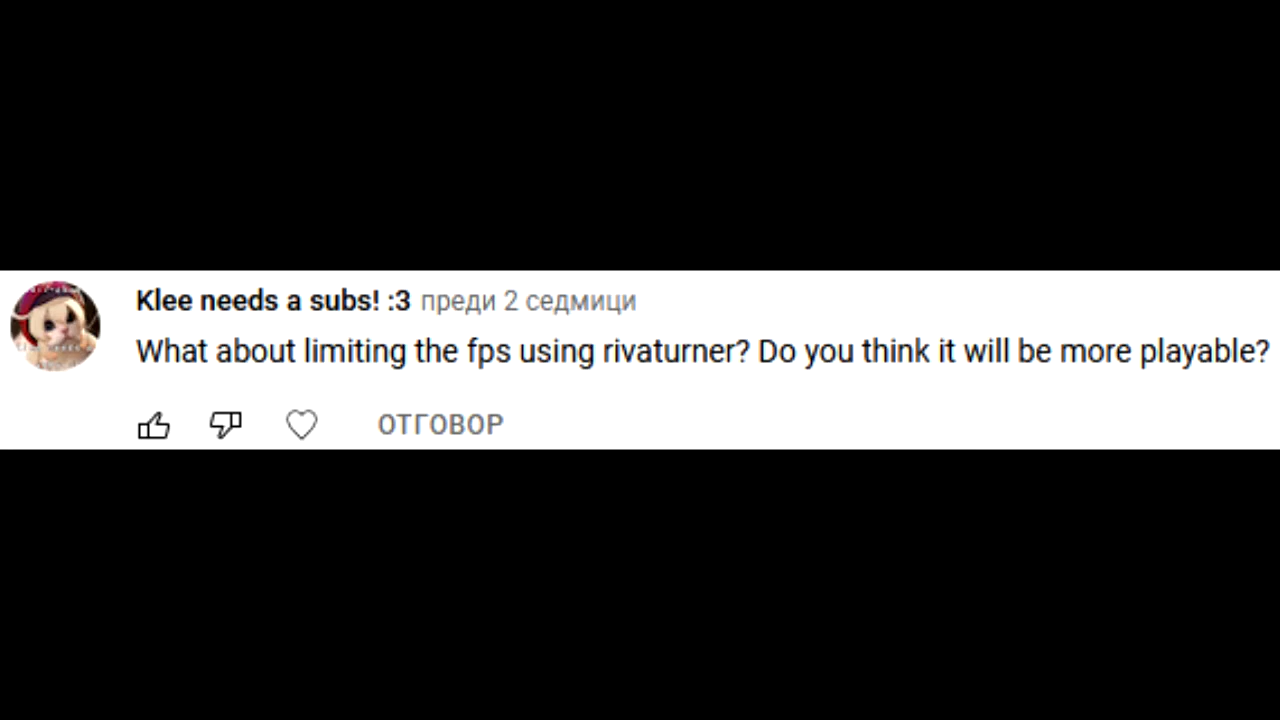 Klee needs a subs! :3 преди 2 седмици
What about limiting the fps using rivaturner? Do you think it will be more playable?
ОТГОВОР